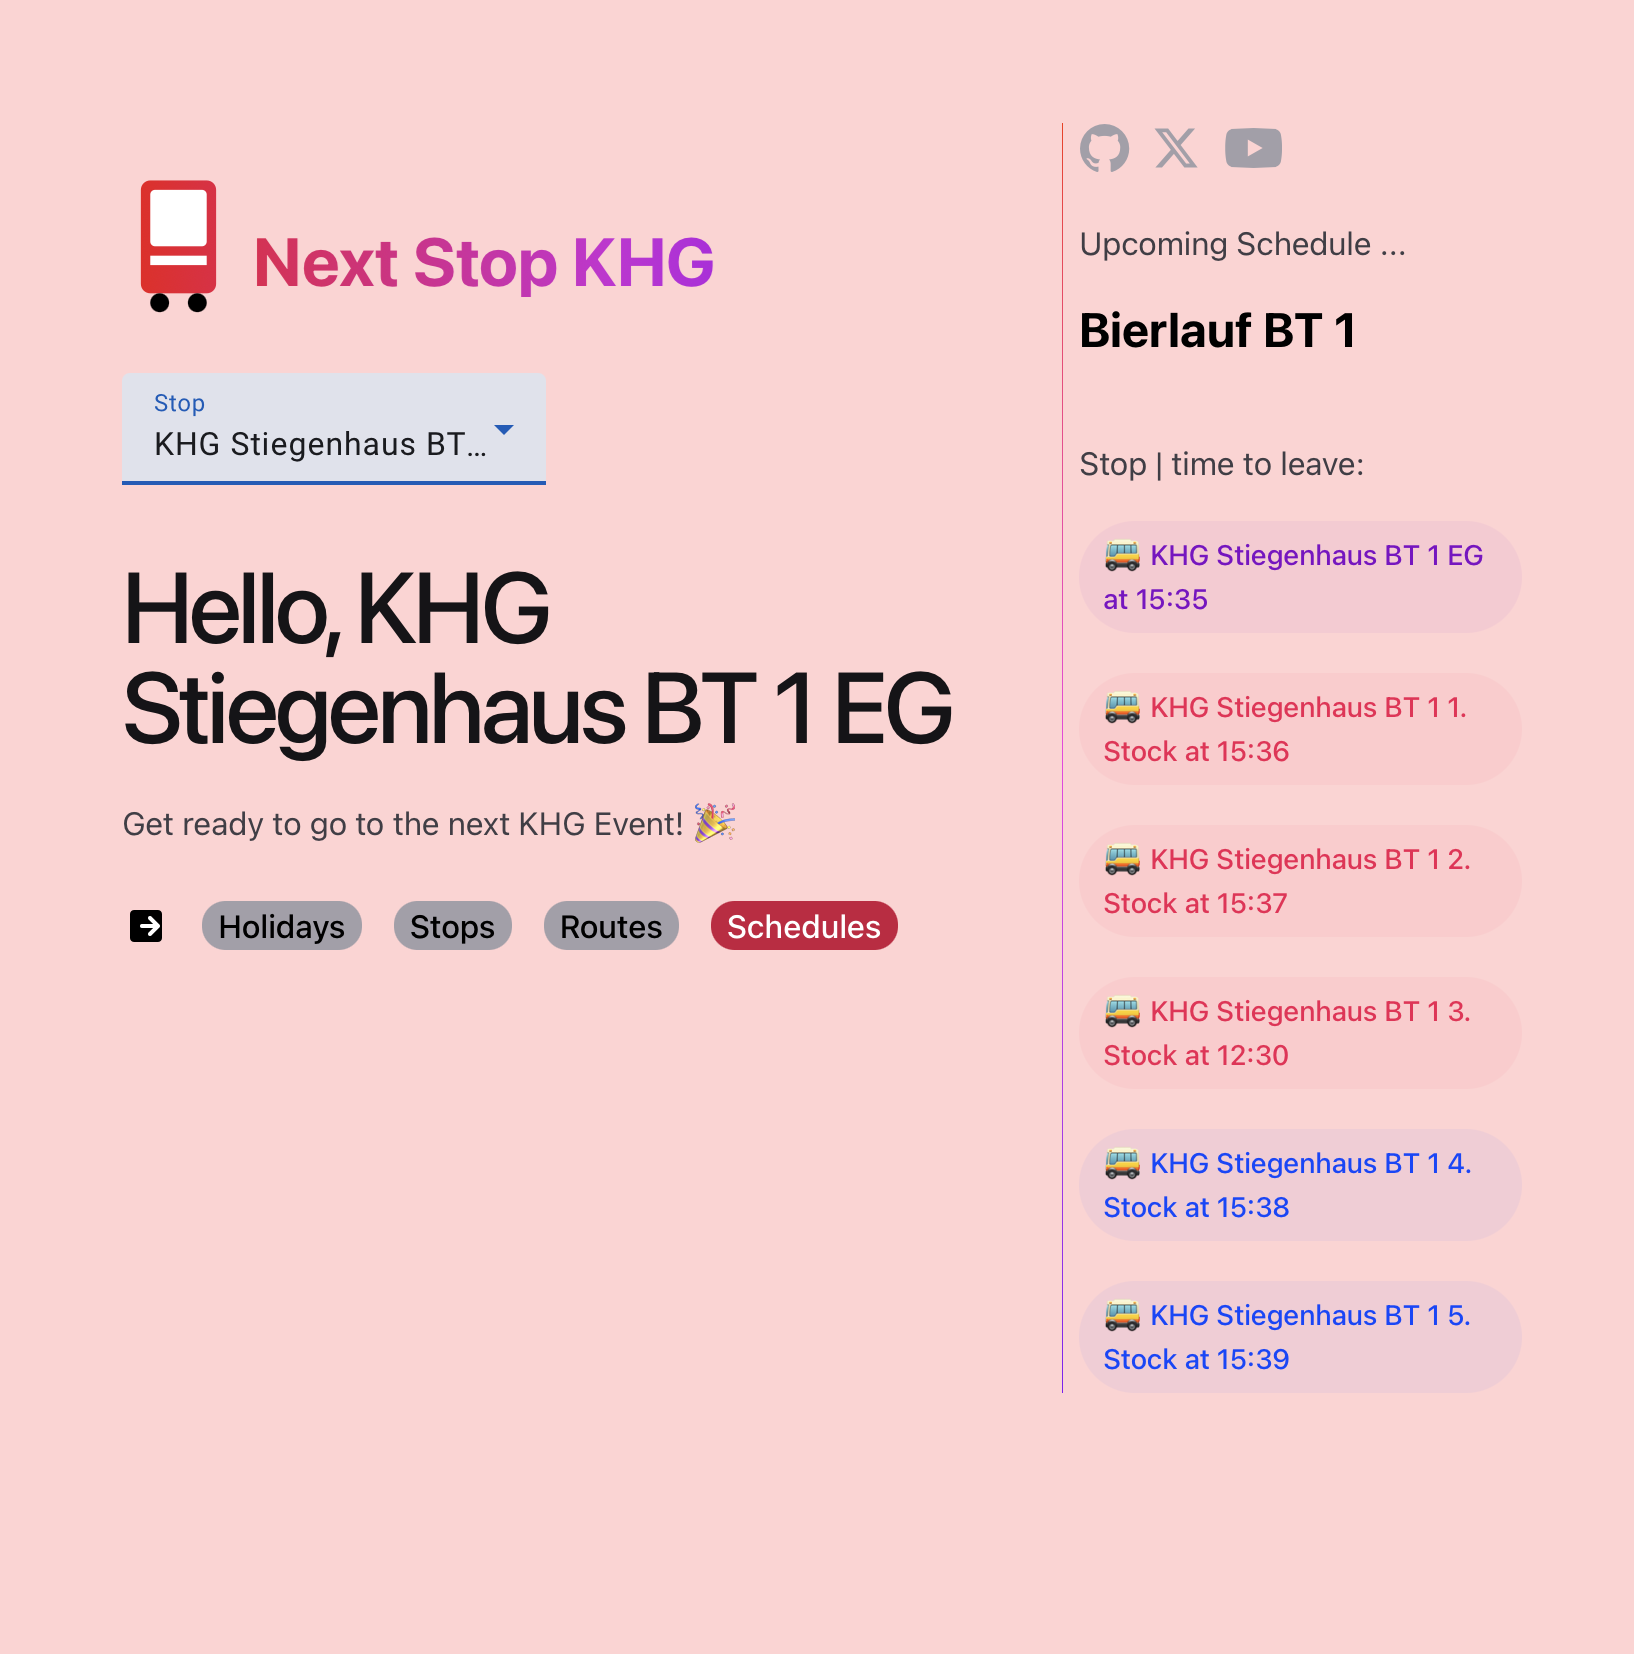 Next Stop KHG
Stop
KHG Stiegenhaus BT...
Hello, KHG
Stiegenhaus BT 1 EG
Get ready to go to the next KHG Event! 🎉
Holidays
Stops
Routes
Schedules
Upcoming Schedule ...
Bierlauf BT 1
Stop | time to leave:
🚌 KHG Stiegenhaus BT 1 EG
at 15:35
🚌 KHG Stiegenhaus BT 1 1.
Stock at 15:36
🚌 KHG Stiegenhaus BT 1 2.
Stock at 15:37
🚌 KHG Stiegenhaus BT 1 3.
Stock at 12:30
🚌 KHG Stiegenhaus BT 1 4.
Stock at 15:38
🚌 KHG Stiegenhaus BT 1 5.
Stock at 15:39